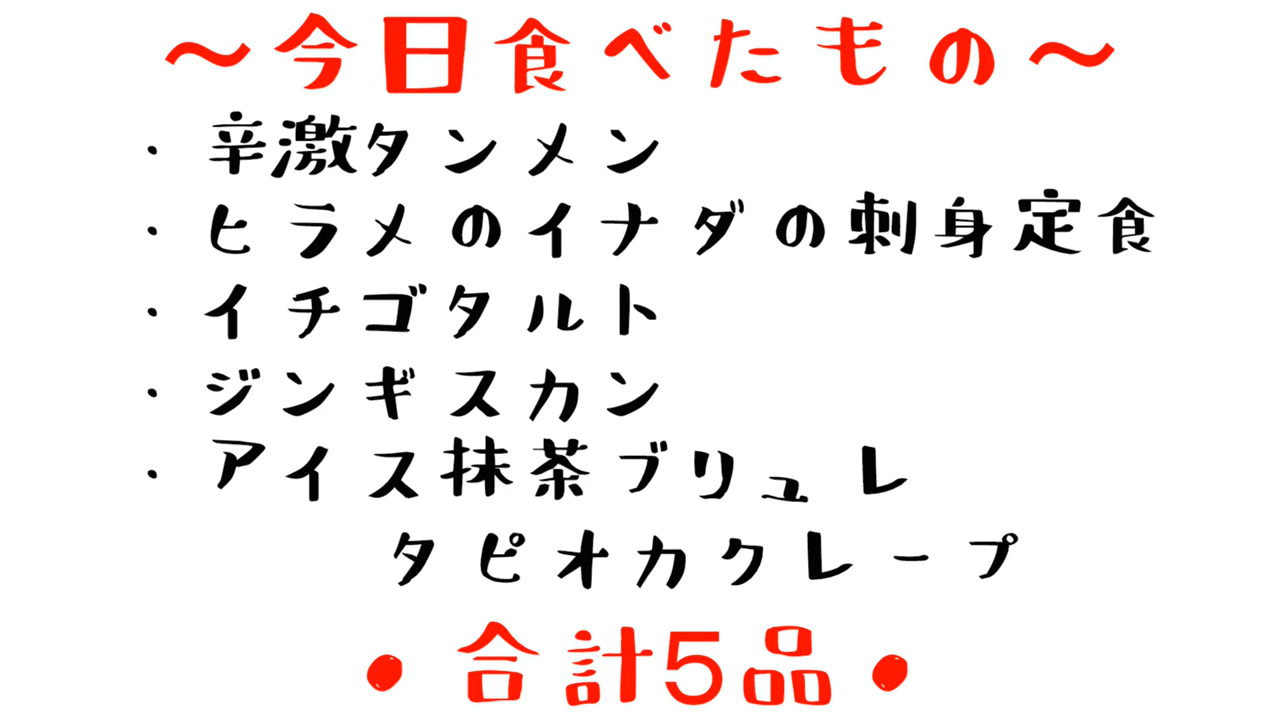 ～今日食べたもの～
・辛激タンメン
・ヒラメのイナダの刺身定食
・イチゴタルト
・ジンギスカン
・アイス抹茶ブリュレ
タピオカクレープ
●合計5品●